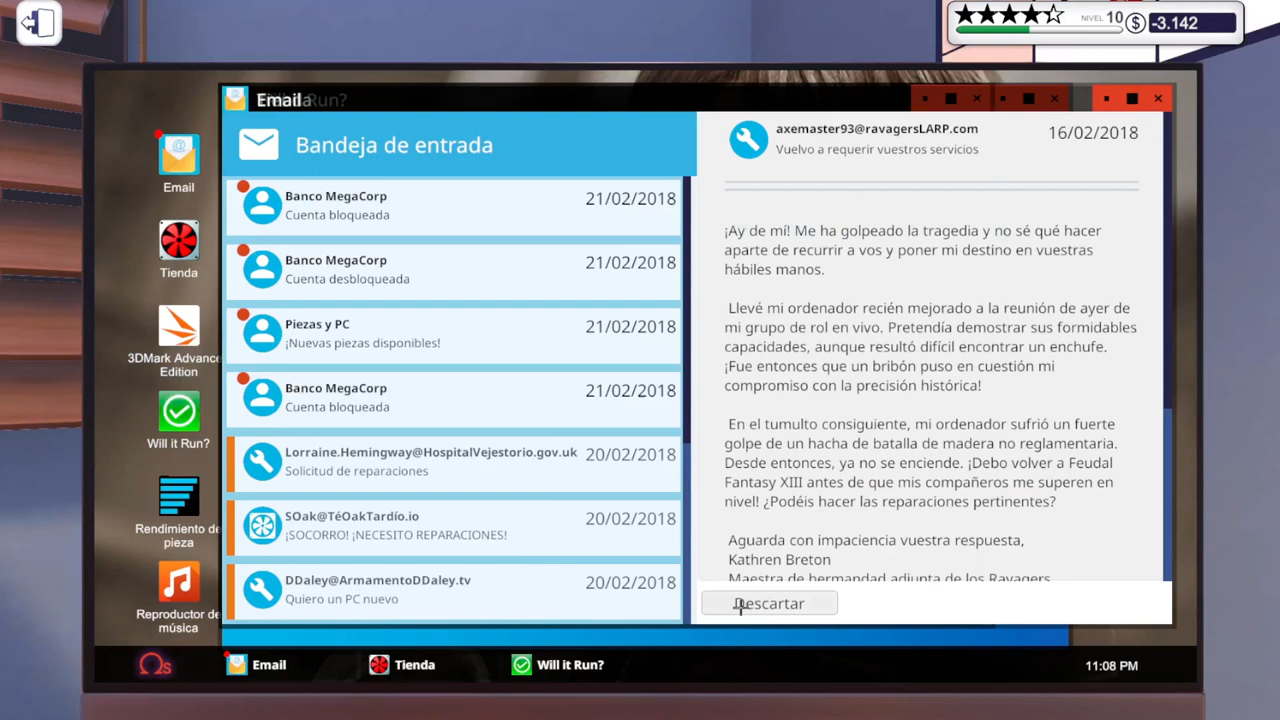 NIVEL 10
$ -3.142
Email
Bandeja de entrada
Banco MegaCorp
21/02/2018
Cuenta bloqueada
Banco MegaCorp
21/02/2018
Cuenta desbloqueada
Piezas y PC
21/02/2018
¡Nuevas piezas disponibles!
Banco MegaCorp
21/02/2018
Cuenta bloqueada
Lorraine.Hemingway@HospitalVejestorio.gov.uk
20/02/2018
Solicitud de reparaciones
SOak@TéOakTardío.io
20/02/2018
¡SOCORRO! ¡NECESITO REPARACIONES!
DDaley@ArmamentoDDaley.tv
20/02/2018
Quiero un PC nuevo
axemaster93@ravagersLARP.com
16/02/2018
Vuelvo a requerir vuestros servicios
¡Ay de mí! Me ha golpeado la tragedia y no sé qué hacer
aparte de recurrir a vos y poner mi destino en vuestras
hábiles manos.
Llevé mi ordenador recién mejorado a la reunión de ayer de
mi grupo de rol en vivo. Pretendía demostrar sus formidables
capacidades, aunque resultó difícil encontrar un enchufe.
¡Fue entonces que un bribón puso en cuestión mi
compromiso con la precisión histórica!
En el tumulto consiguiente, mi ordenador sufrió un fuerte
golpe de un hacha de batalla de madera no reglamentaria.
Desde entonces, ya no se enciende. ¡Debo volver a Feudal
Fantasy XIII antes de que mis compañeros me superen en
nivel! ¿Podéis hacer las reparaciones pertinentes?
Aguarda con impaciencia vuestra respuesta,
Kathren Breton
Maestra de hermandad adjunta de los Ravagers
Descartar
Email
Tienda
3DMark Advance
Edition
Will it Run?
Rendimiento de
pieza
Reproductor de
música
Ωs
Email
Tienda
Will it Run?
11:08 PM